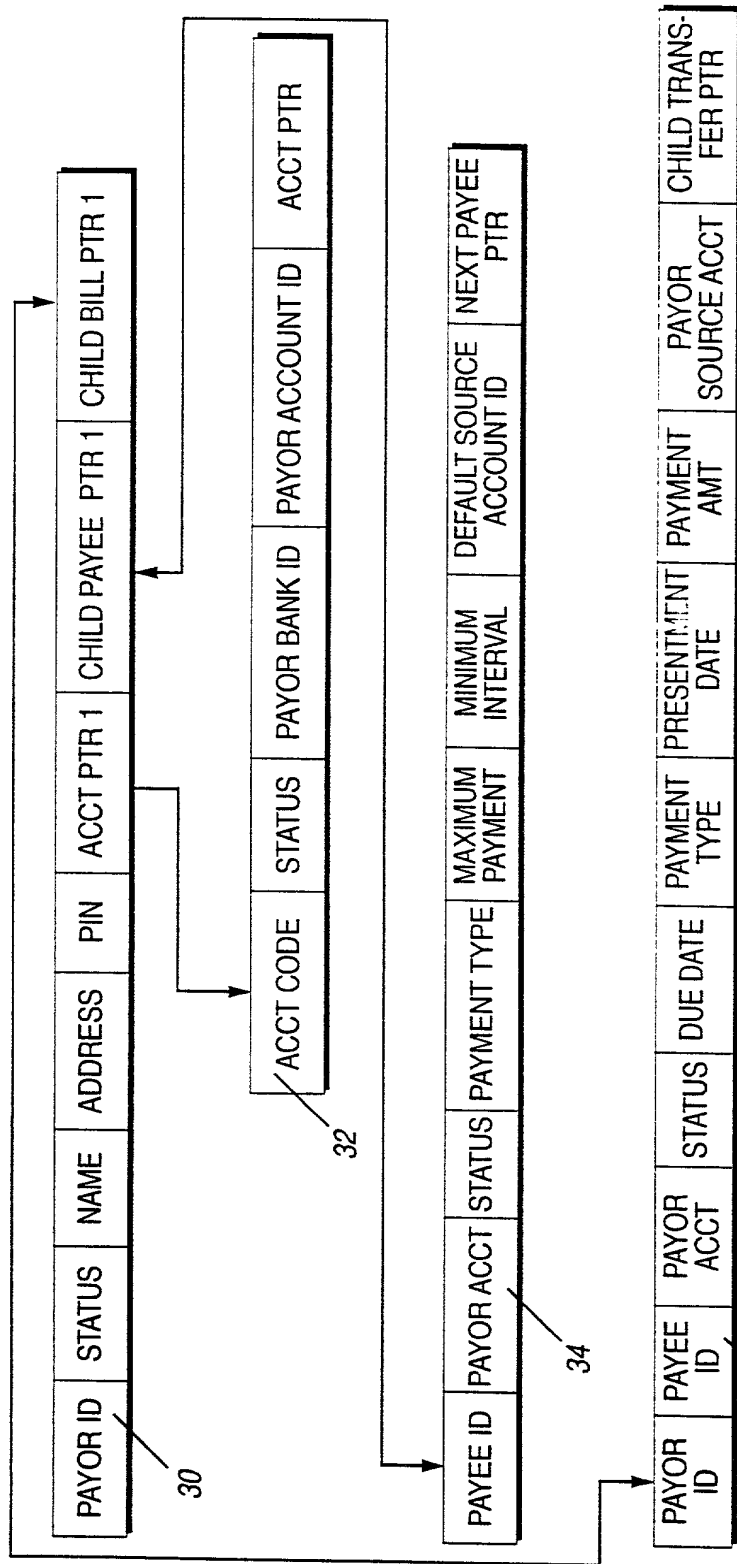 PAYOR ID STATUS NAME ADDRESS PIN ACCT PTR 1 CHILD PAYEE PTR 1 CHILD BILL PTR 1
30
ACCT CODE STATUS PAYOR BANK ID PAYOR ACCOUNT ID ACCT PTR
32
PAYEE ID PAYOR ACCT STATUS PAYMENT TYPE MAXIMUM
PAYMENT MINIMUM
INTERVAL DEFAULT SOURCE
ACCOUNT ID NEXT PAYEE
PTR
34
PAYOR
ID PAYEE
ID PAYOR
ACCT STATUS DUE DATE PAYMENT
TYPE PRESENTMENT
DATE PAYMENT
AMT PAYOR
SOURCE ACCT CHILD TRANS-
FER PTR